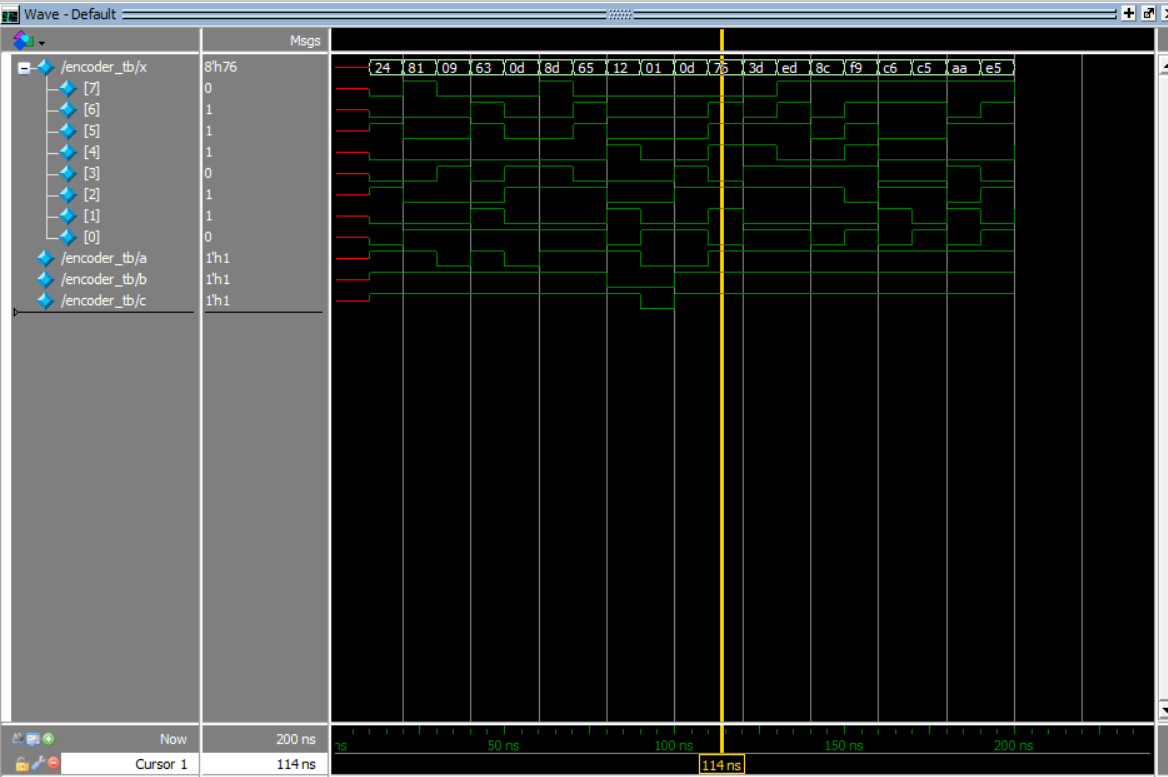 Wave - Default
Msgs
/encoder_tb/x 8'h76 24 81 09 63 0d 8d 65 12 01 0d 76 3d ed 8c f9 c6 c5 aa e5
[7] 0
[6] 1
[5] 1
[4] 1
[3] 0
[2] 1
[1] 1
[0] 0
/encoder_tb/a 1'h1
/encoder_tb/b 1'h1
/encoder_tb/c 1'h1
Now 200 ns ns 50 ns 100 ns 150 ns 200 ns
Cursor 1 114 ns 114 ns